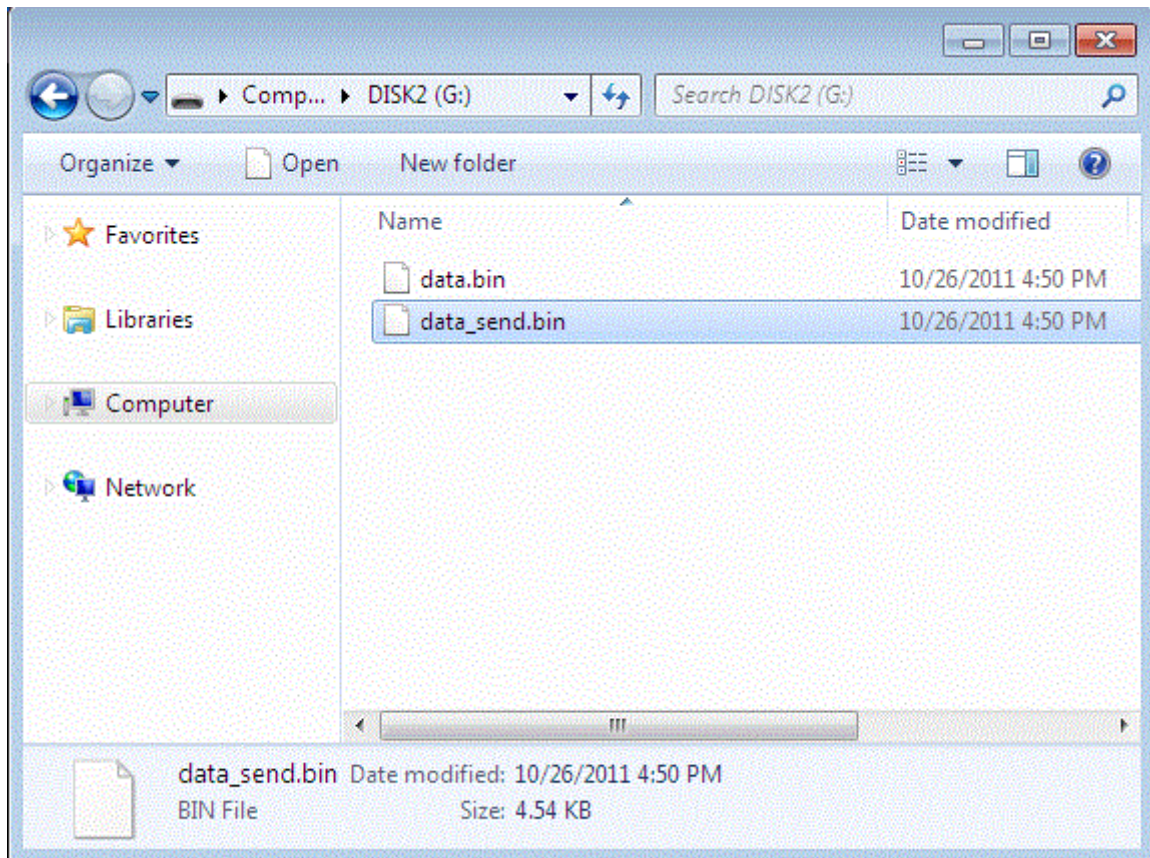 Comp... DISK2 (G:) Search DISK2 (G:)
Organize Open New folder
Favorites
Libraries
Computer
Network
Name Date modified
data.bin 10/26/2011 4:50 PM
data_send.bin 10/26/2011 4:50 PM
data_send.bin Date modified: 10/26/2011 4:50 PM
BIN File Size: 4.54 KB